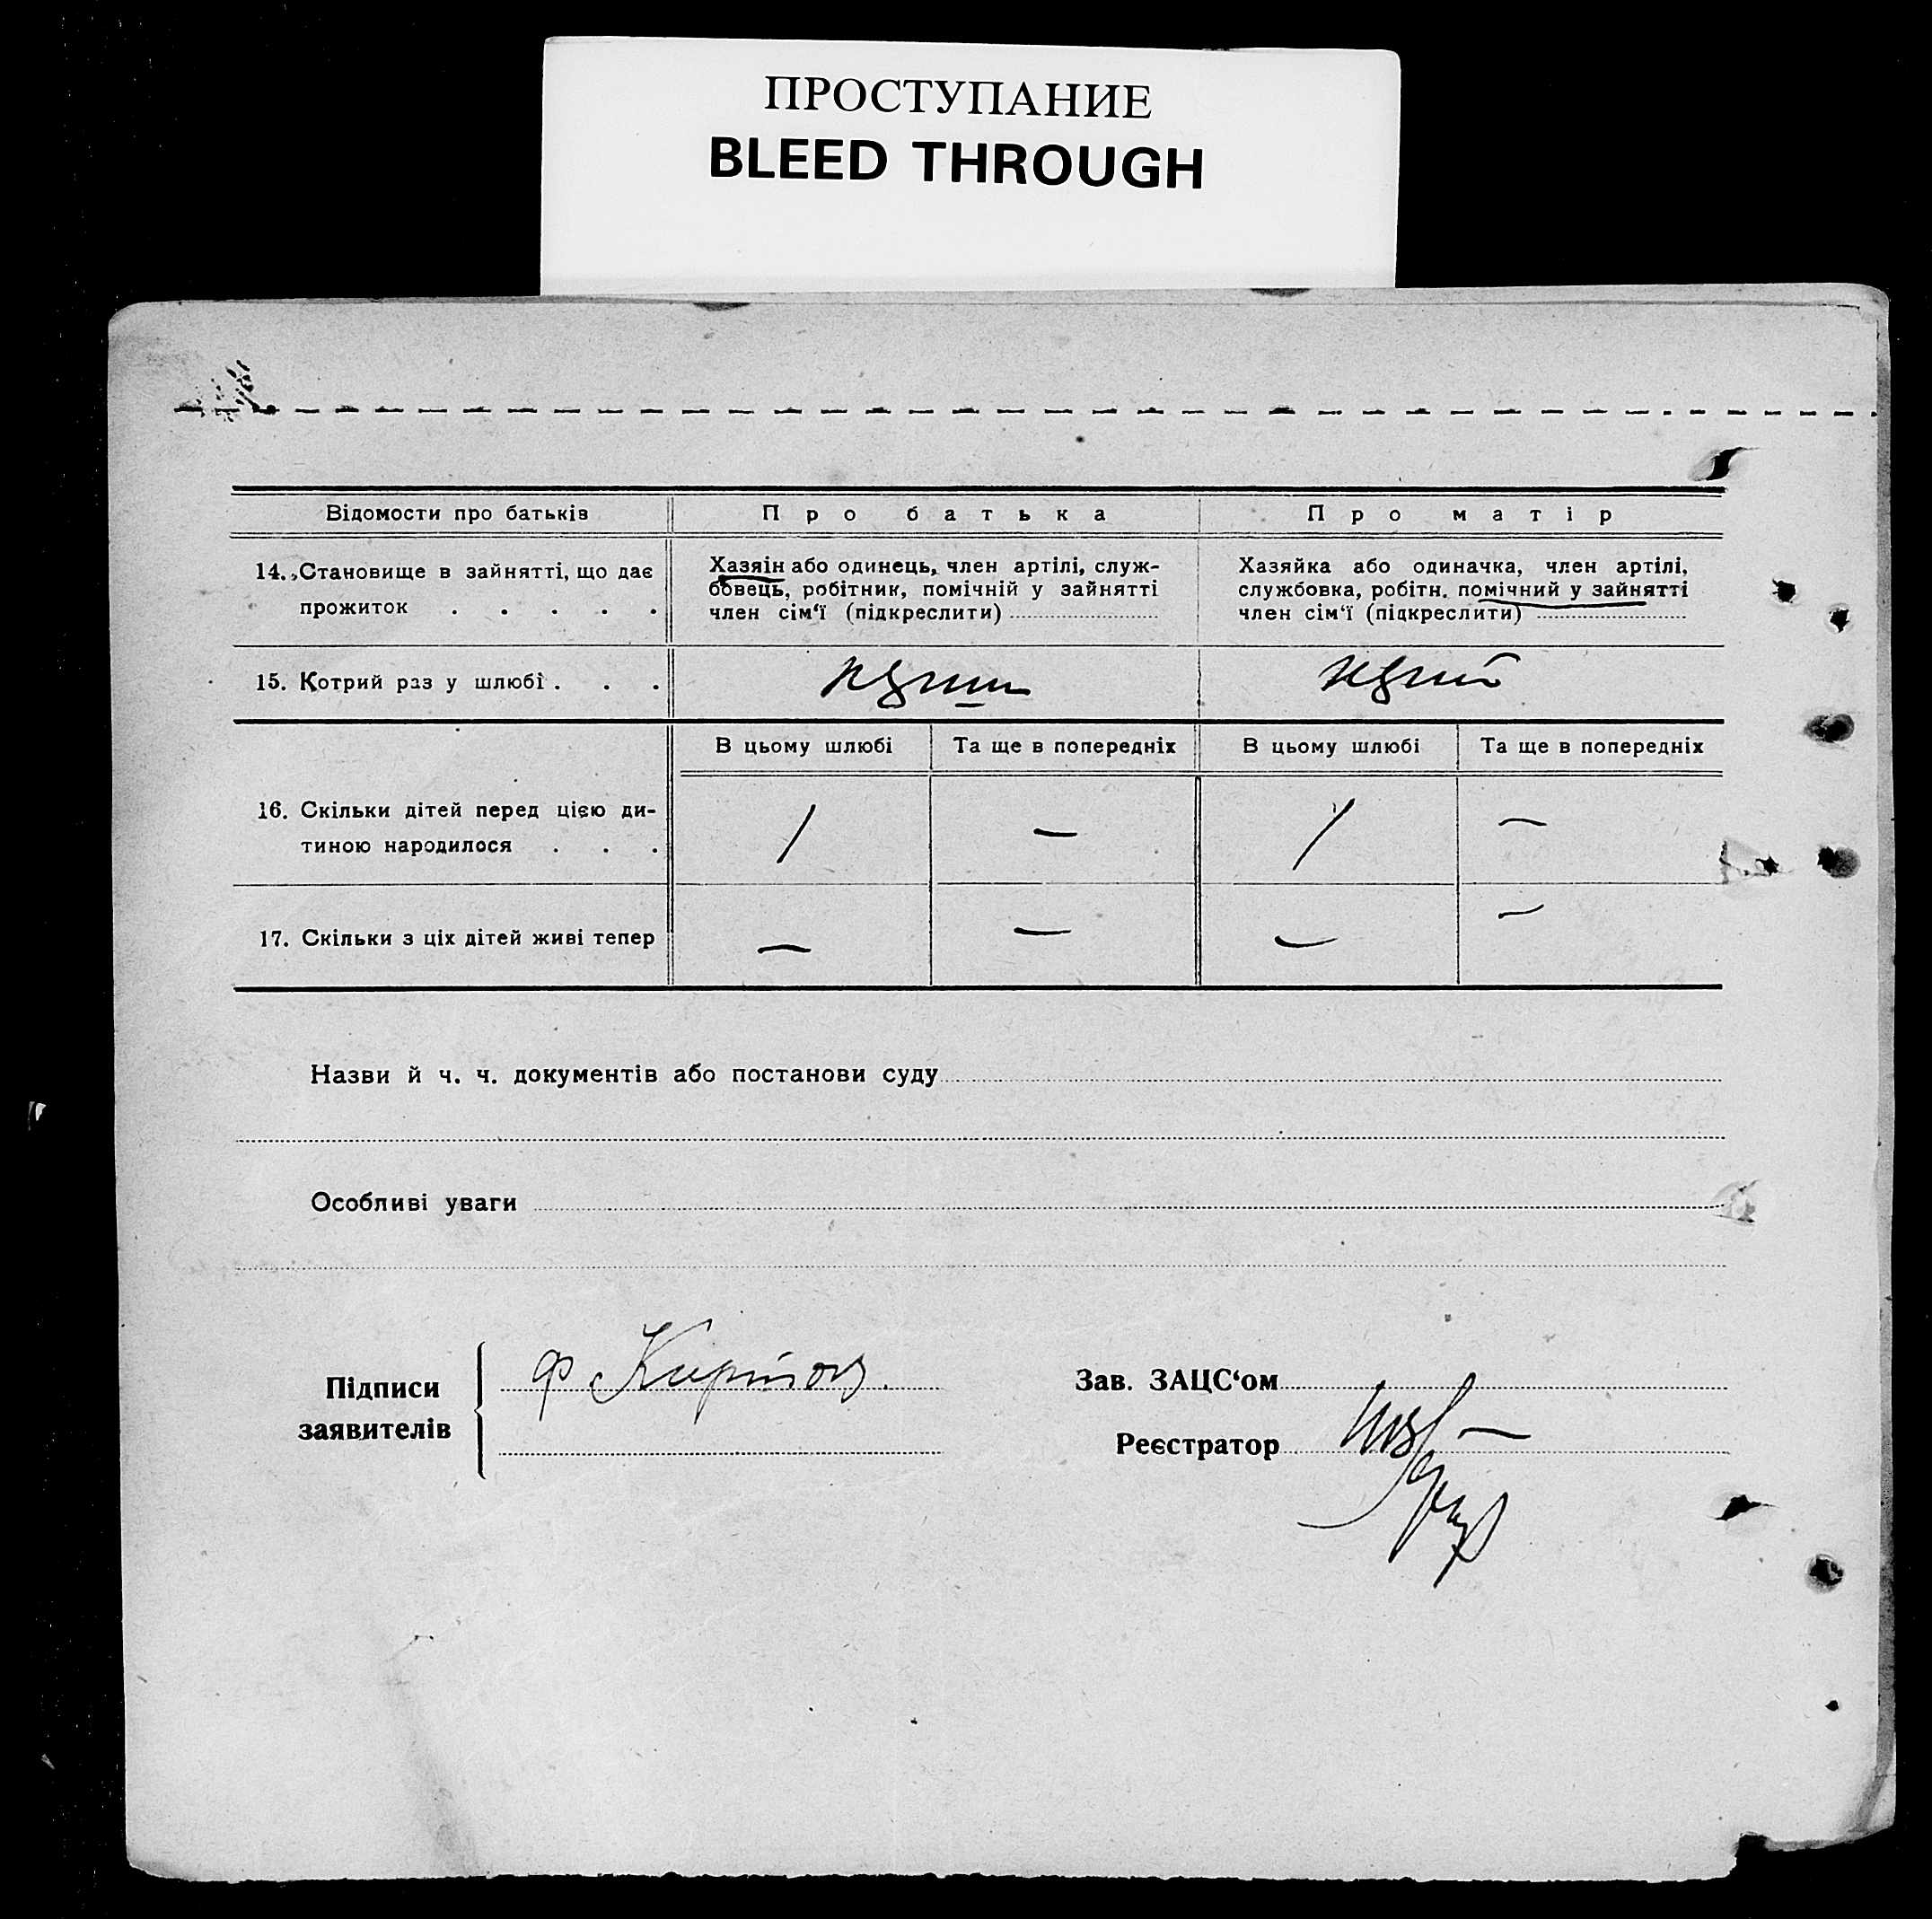 ПРОСТУПАНИЕ
BLEED THROUGH
Відомости про батьків
Про батька
Про матір
14. Становище в зайнятті, що дає
прожиток . . . . .
Хазяін або одинець, член артілі, служ-
бовець, робітник, помічній у зайнятті
член сім‘ї (підкреслити)
Хазяйка або одиначка, член артілі,
службовка, робітн. помічний у зайнятті
член сім‘ї (підкреслити)
15. Котрий раз у шлюбі . . .
В цьому шлюбі
Та ще в попередніх
В цьому шлюбі
Та ще в попередніх
16. Скільки дітей перед цією ди-
тиною народилося . . .
1 — 1 —
17. Скільки з ціх дітей живі тепер
— — — —
Назви й ч. ч. документів або постанови суду
Особливі уваги
Підписи
заявителів
Ф
Зав. ЗАЦС‘ом
Реєстратор